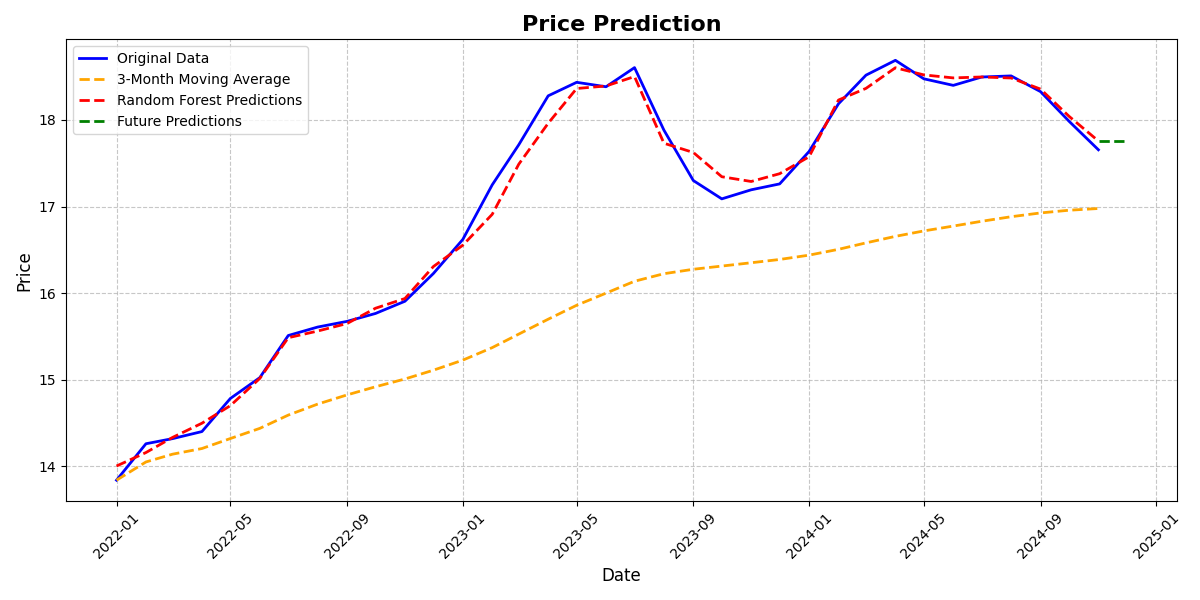 Price Prediction
Original Data
3-Month Moving Average
Random Forest Predictions
Future Predictions
Price
18
17
16
15
14
2022-01
2022-05
2022-09
2023-01
2023-05
2023-09
2024-01
2024-05
2024-09
2025-01
Date